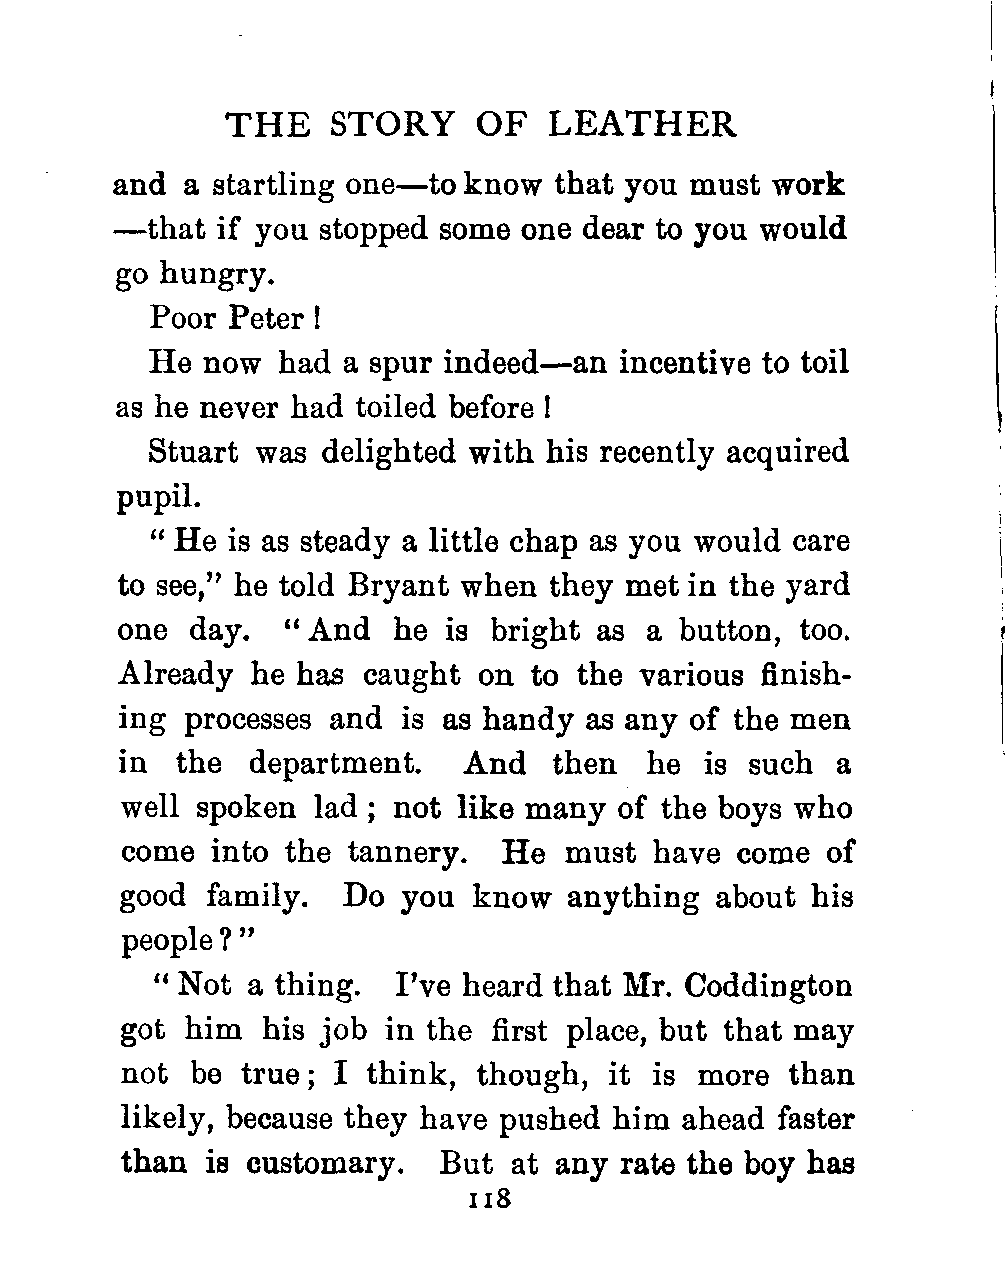 THE STORY OF LEATHER
and a startling one—to know that you must work
—that if you stopped some one dear to you would
go hungry.
Poor Peter!
He now had a spur indeed—an incentive to toil
as he never had toiled before!
Stuart was delighted with his recently acquired
pupil.
"He is as steady a little chap as you would care
to see," he told Bryant when they met in the yard
one day. "And he is bright as a button, too.
Already he has caught on to the various finish-
ing processes and is as handy as any of the men
in the department. And then he is such a
well spoken lad; not like many of the boys who
come into the tannery. He must have come of
good family. Do you know anything about his
people?"
"Not a thing. I've heard that Mr. Coddington
got him his job in the first place, but that may
not be true; I think, though, it is more than
likely, because they have pushed him ahead faster
than is customary. But at any rate the boy has
118